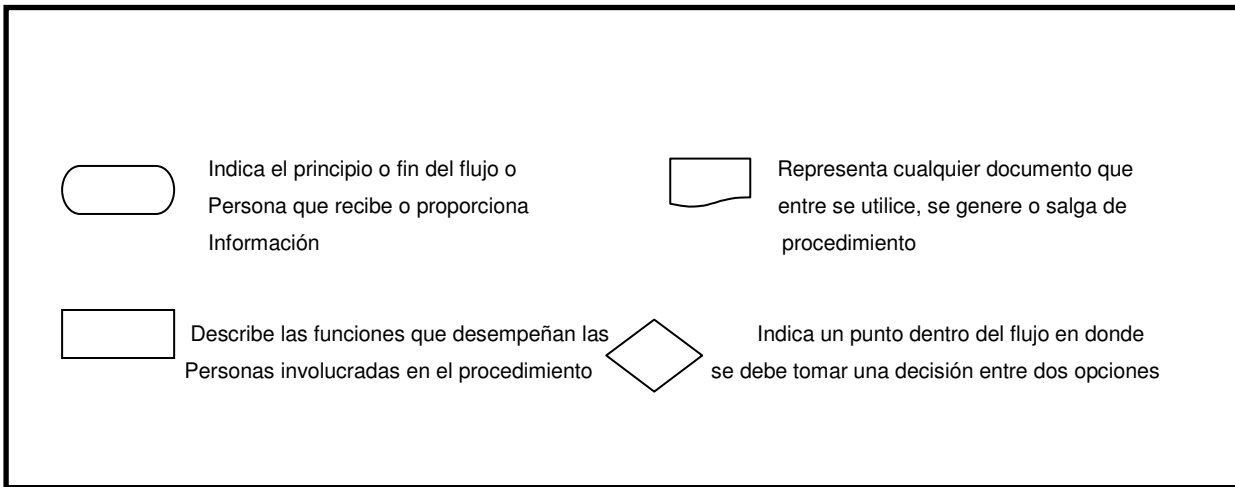 Indica el principio o fin del flujo o
Persona que recibe o proporciona
Información
Representa cualquier documento que
entre se utilice, se genere o salga de
procedimiento
Describe las funciones que desempeñan las
Personas involucradas en el procedimiento
Indica un punto dentro del flujo en donde
se debe tomar una decisión entre dos opciones